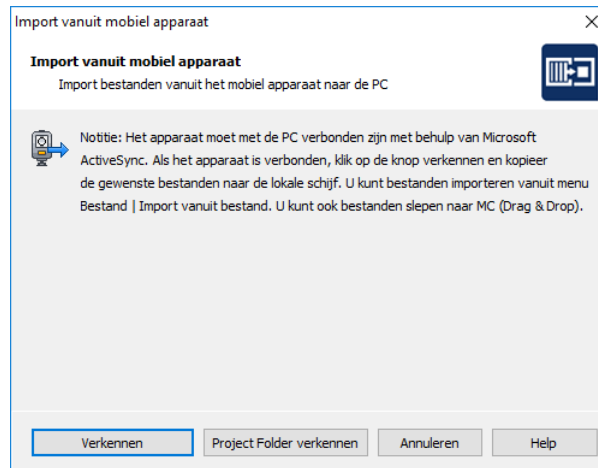 Import vanuit mobiel apparaat
Import vanuit mobiel apparaat
Import bestanden vanuit het mobiel apparaat naar de PC
Notitie: Het apparaat moet met de PC verbonden zijn met behulp van Microsoft
ActiveSync. Als het apparaat is verbonden, klik op de knop verkennen en kopieer
de gewenste bestanden naar de lokale schijf. U kunt bestanden importeren vanuit menu
Bestand | Import vanuit bestand. U kunt ook bestanden slepen naar MC (Drag & Drop).
Verkennen Project Folder verkennen Annuleren Help